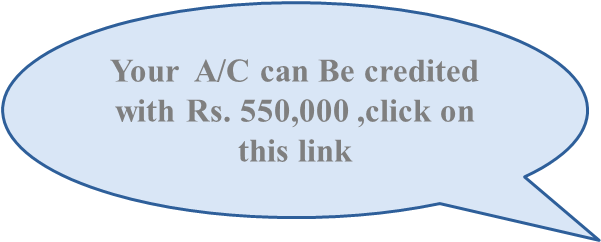 Your  A/C can Be credited
with Rs. 550,000 ,click on
this link